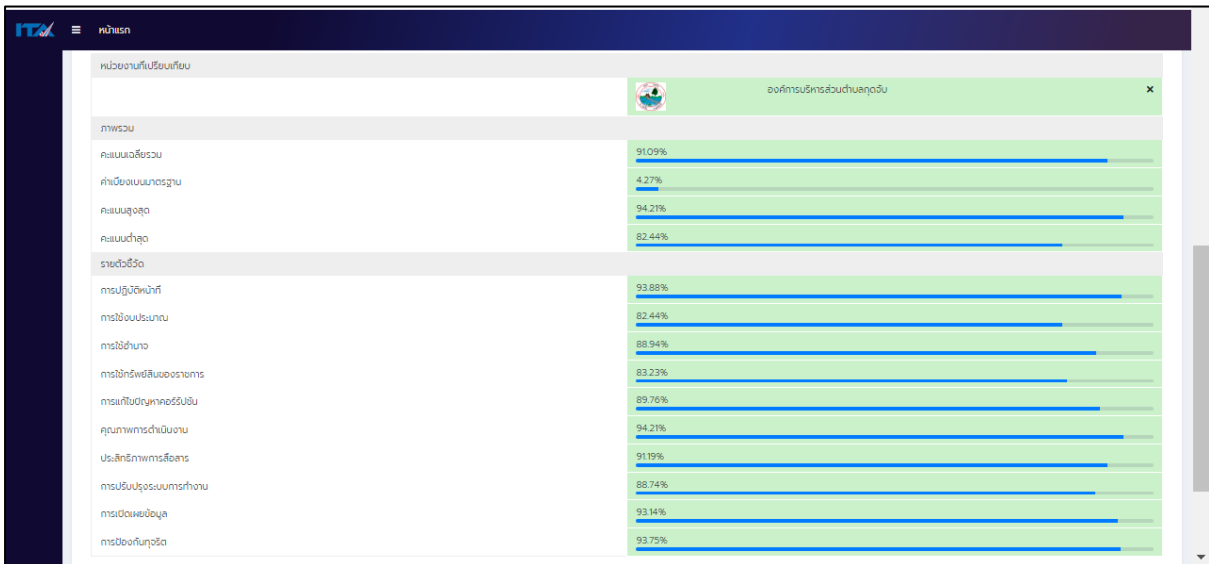 ITA หน้าแรก
หน่วยงานที่เปรียบเทียบ
องค์การบริหารส่วนตำบลกุดจับ ×
ภาพรวม
คะแนนเฉลี่ยรวม 91.09%
ค่าเบี่ยงเบนมาตรฐาน 4.27%
คะแนนสูงสุด 94.21%
คะแนนต่ำสุด 82.44%
รายตัวชี้วัด
การปฏิบัติหน้าที่ 93.88%
การใช้งบประมาณ 82.44%
การใช้อำนาจ 88.94%
การใช้ทรัพย์สินของราชการ 83.23%
การแก้ไขปัญหาคอร์รัปชัน 89.76%
คุณภาพการดำเนินงาน 94.21%
ประสิทธิภาพการสื่อสาร 91.19%
การปรับปรุงระบบการทำงาน 88.74%
การเปิดเผยข้อมูล 93.14%
การป้องกันทุจริต 93.75%